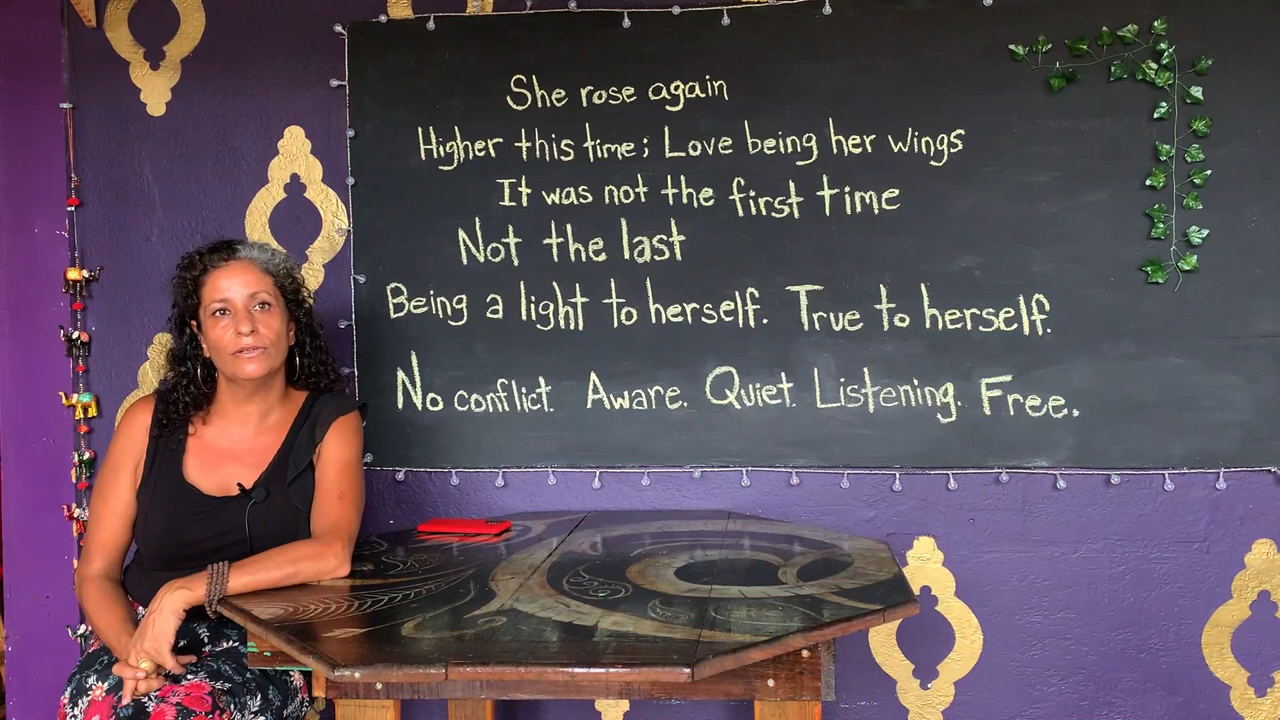 She rose again
Higher this time; Love being her wings
It was not the first time
Not the last
Being a light to herself. True to herself.
No conflict. Aware. Quiet. Listening. Free.